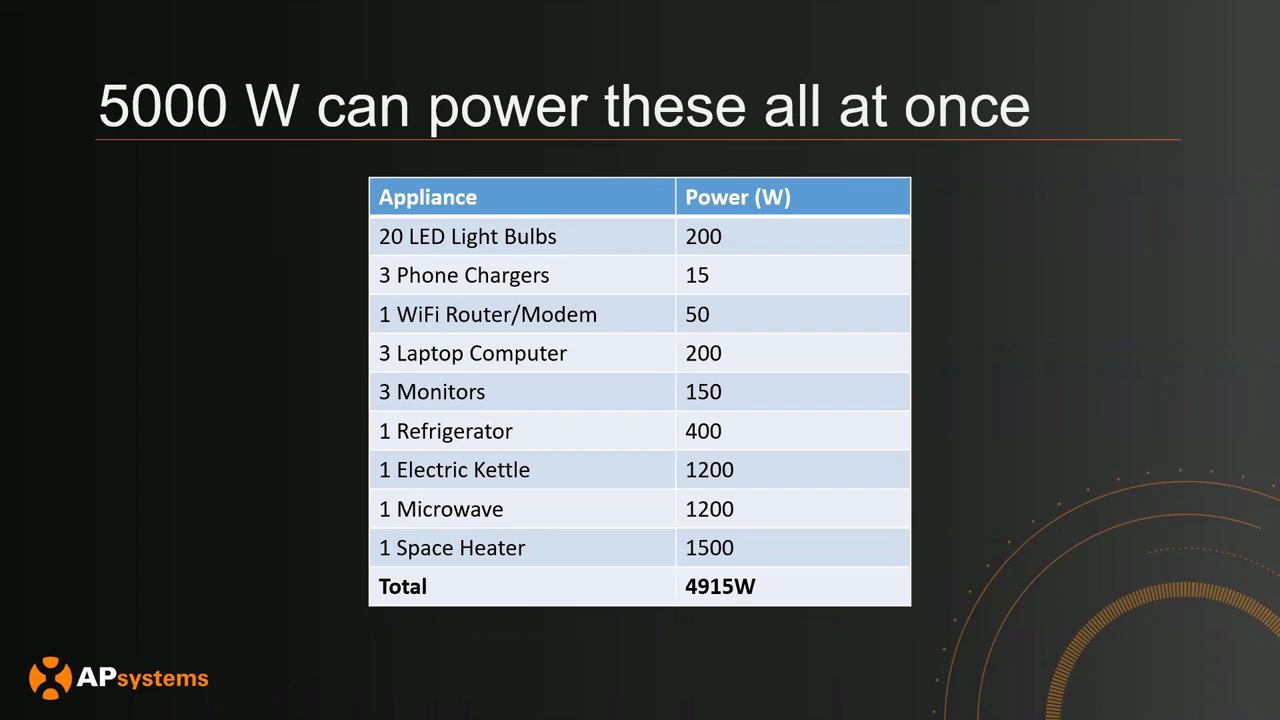 5000 W can power these all at once
Appliance Power (W)
20 LED Light Bulbs 200
3 Phone Chargers 15
1 WiFi Router/Modem 50
3 Laptop Computer 200
3 Monitors 150
1 Refrigerator 400
1 Electric Kettle 1200
1 Microwave 1200
1 Space Heater 1500
Total 4915W
APsystems